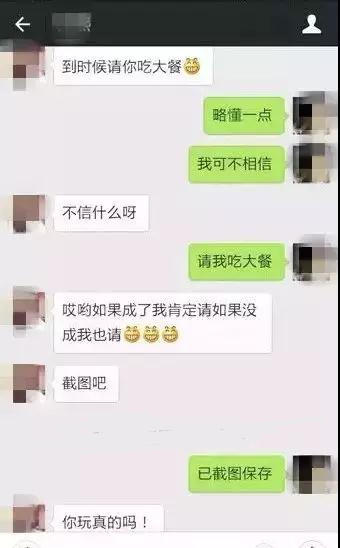 到时候请你吃大餐
略懂一点
我可不相信
不信什么呀
请我吃大餐
哎哟如果成了我肯定请如果没
成我也请
截图吧
已截图保存
你玩真的吗！